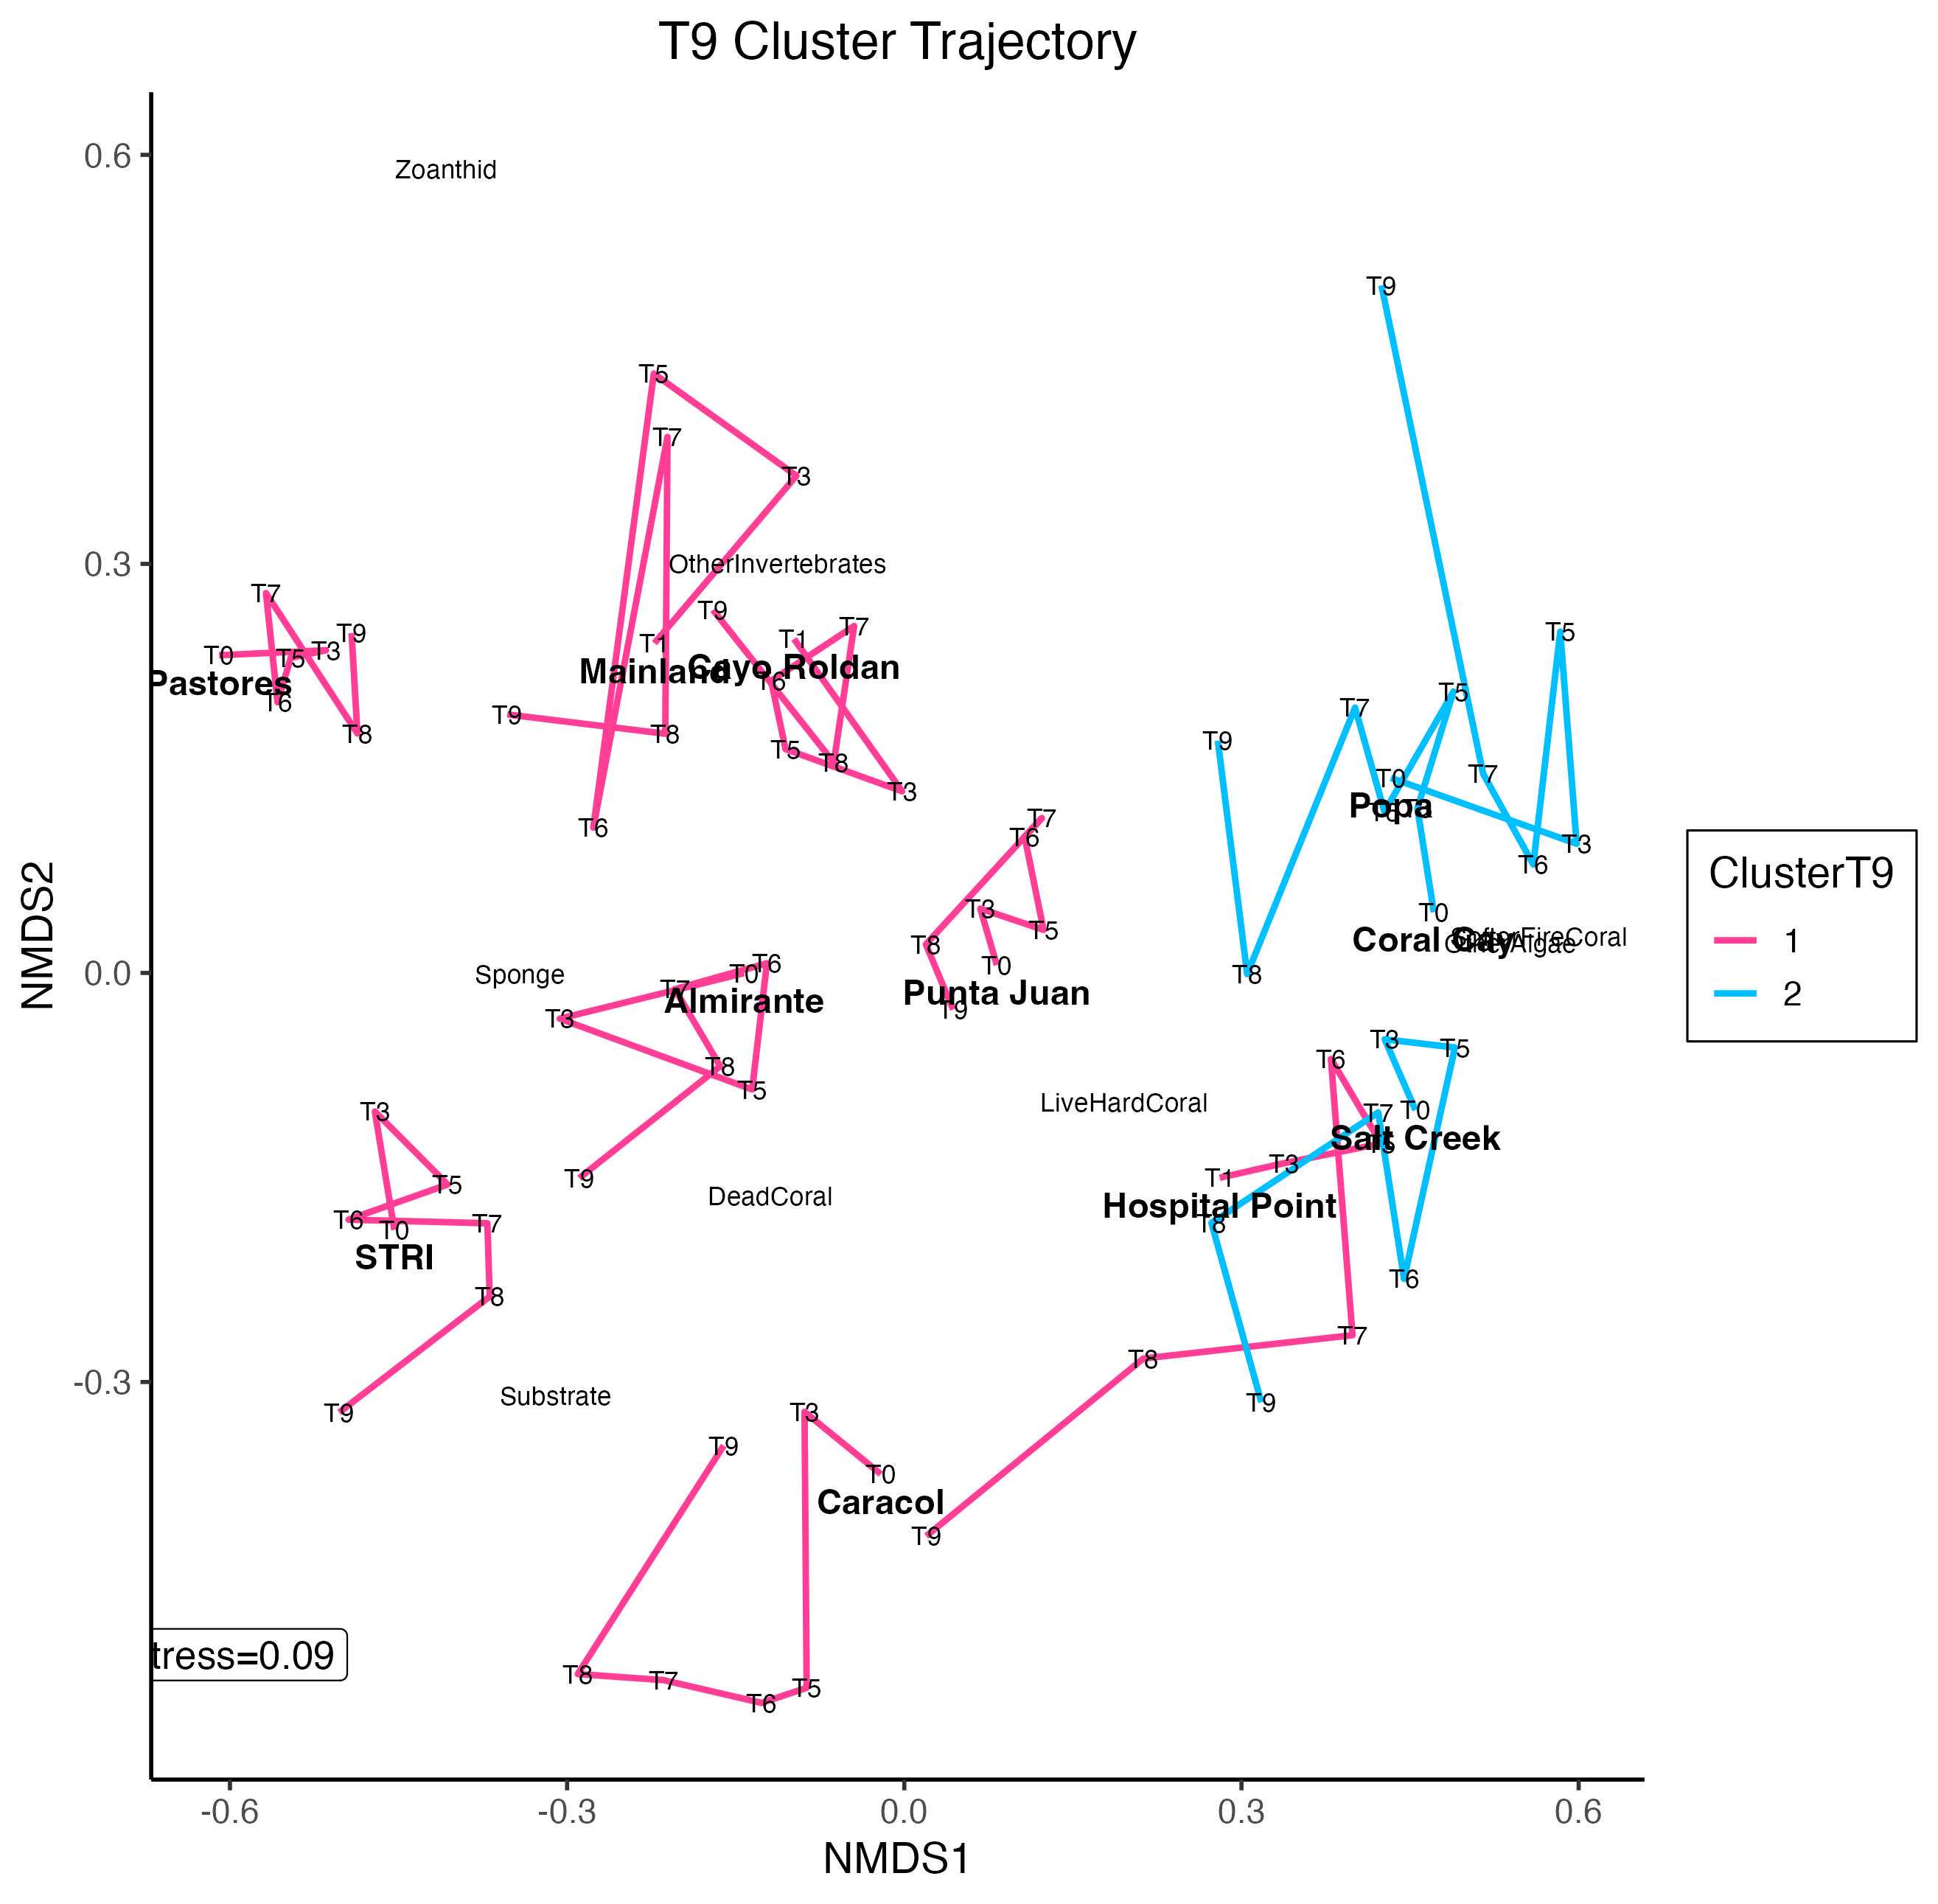 T9 Cluster Trajectory
0.6
Zoanthid
T9
T5
T7
T3
0.3
OtherInvertebrates
T7
T9
T1
T7
T5
T9
T3
T0
T5
T1
Pastores
Mainland
Cayo Roldan
T6
T6
T5
T7
T9
T8
T9
T8
T5
T8
T7
T0
T3
Popa
T6
T7
T6
T3
T6
ClusterT9
1
2
T3
T5
T0
T8
Coral Cay
T0
T9
Punta Juan
T8
0.0
Sponge
T6
T0
T7
Almirante
T3
T8
T5
T9
LiveHardCoral
T3
T5
T6
T7
T0
Salt Creek
T3
T1
Hospital Point
T8
T6
T7
T8
T9
T9
DeadCoral
T3
T5
T6
T0
T7
STRI
T8
T9
-0.3
Substrate
T3
T9
T0
Caracol
T8
T7
T6
T5
tress=0.09
-0.6
-0.3
0.0
0.3
0.6
NMDS1
NMDS2